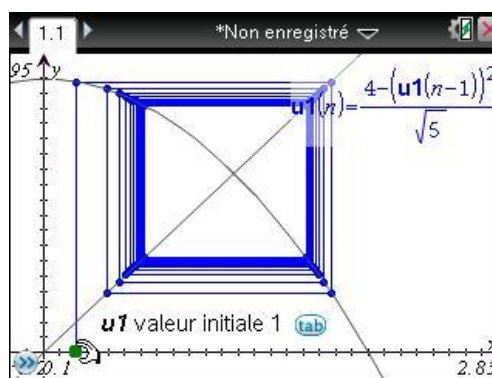 1.1
*Non enregistré
95
y
u1(n)=4-(u1(n-1))²/√5
u1 valeur initiale 1 tab
0.1
2.83